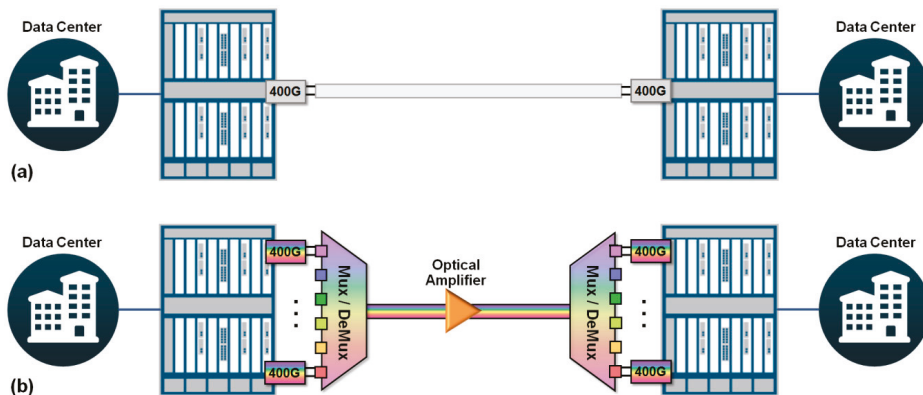 Data Center
Data Center
400G
400G
(a)
Data Center
Data Center
400G
400G
Optical
Amplifier
Mux / DeMux
Mux / DeMux
400G
400G
(b)